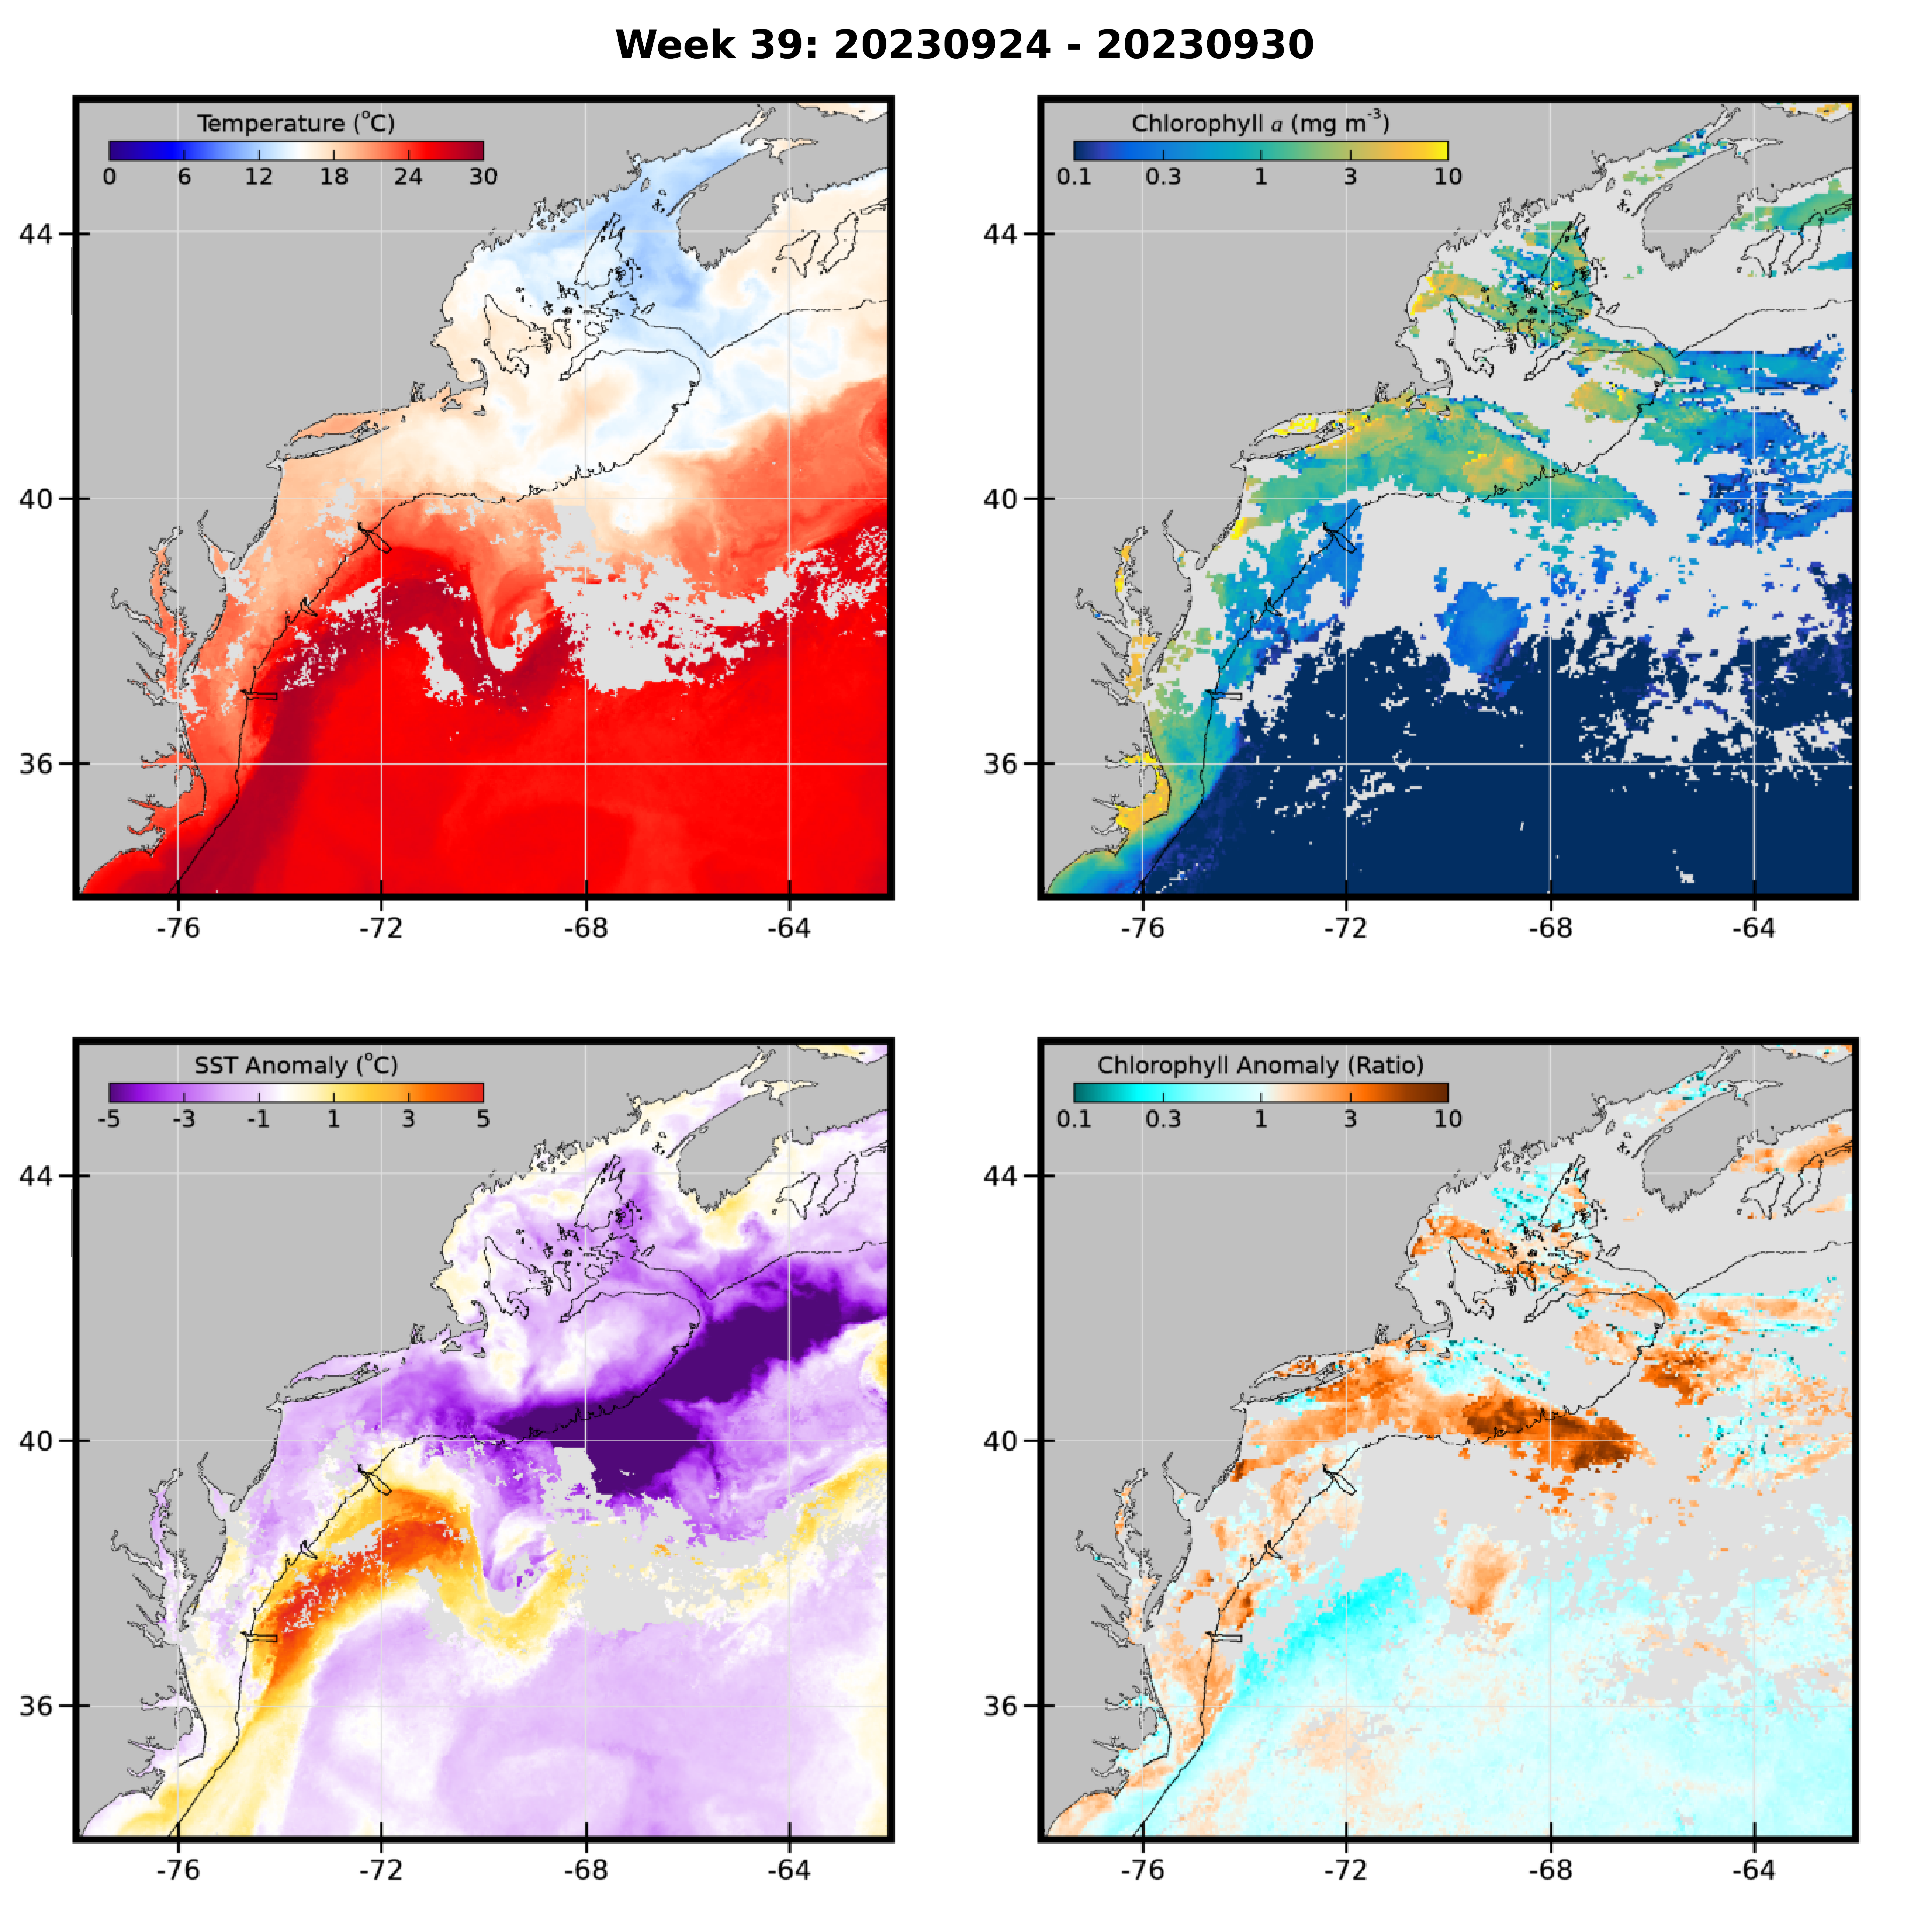 Week 39: 20230924 - 20230930
Temperature (°C)
0 6 12 18 24 30
44
40
36
-76 -72 -68 -64
Chlorophyll a (mg m⁻³)
0.1 0.3 1 3 10
44
40
36
-76 -72 -68 -64
SST Anomaly (°C)
-5 -3 -1 1 3 5
44
40
36
-76 -72 -68 -64
Chlorophyll Anomaly (Ratio)
0.1 0.3 1 3 10
44
40
36
-76 -72 -68 -64